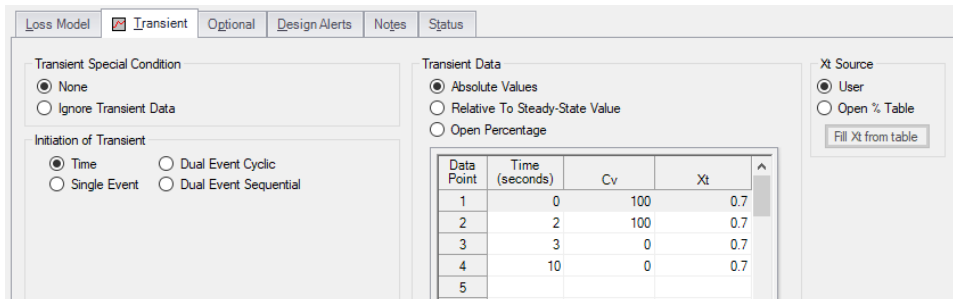 Loss Model Transient Optional Design Alerts Notes Status
Transient Special Condition
None
Ignore Transient Data
Initiation of Transient
Time Dual Event Cyclic
Single Event Dual Event Sequential
Transient Data
Absolute Values
Relative To Steady-State Value
Open Percentage
Data Point Time (seconds) Cv Xt
1 0 100 0.7
2 2 100 0.7
3 3 0 0.7
4 10 0 0.7
5
Xt Source
User
Open % Table
Fill Xt from table